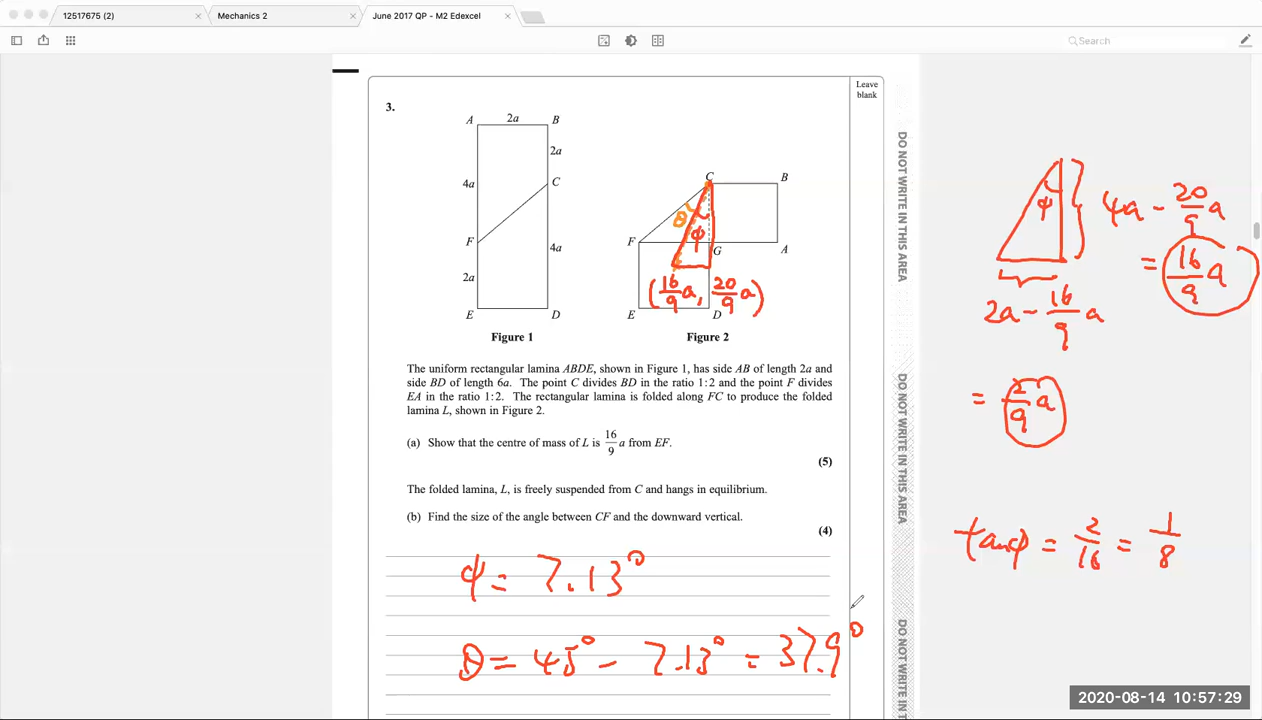 12517675 (2)
Mechanics 2
June 2017 QP - M2 Edexcel
Search
Leave blank
3.
A 2a B
2a
4a C
F 4a
2a
E D
Figure 1
C B
θ
ϕ
F G A
(16/9 a, 20/9 a)
E D
Figure 2
The uniform rectangular lamina ABDE, shown in Figure 1, has side AB of length 2a and
side BD of length 6a. The point C divides BD in the ratio 1:2 and the point F divides
EA in the ratio 1:2. The rectangular lamina is folded along FC to produce the folded
lamina L, shown in Figure 2.
(a) Show that the centre of mass of L is 16/9 a from EF.
(5)
The folded lamina, L, is freely suspended from C and hangs in equilibrium.
(b) Find the size of the angle between CF and the downward vertical.
(4)
ϕ = 7.13°
θ = 45° - 7.13° = 37.9°
DO NOT WRITE IN THIS AREA
DO NOT WRITE IN THIS AREA
DO NOT WRITE IN THIS AREA
ϕ
4a - 20/9 a
= 16/9 a
2a - 16/9 a
= 2/9 a
tanϕ = 2/16 = 1/8
2020-08-14 10:57:29